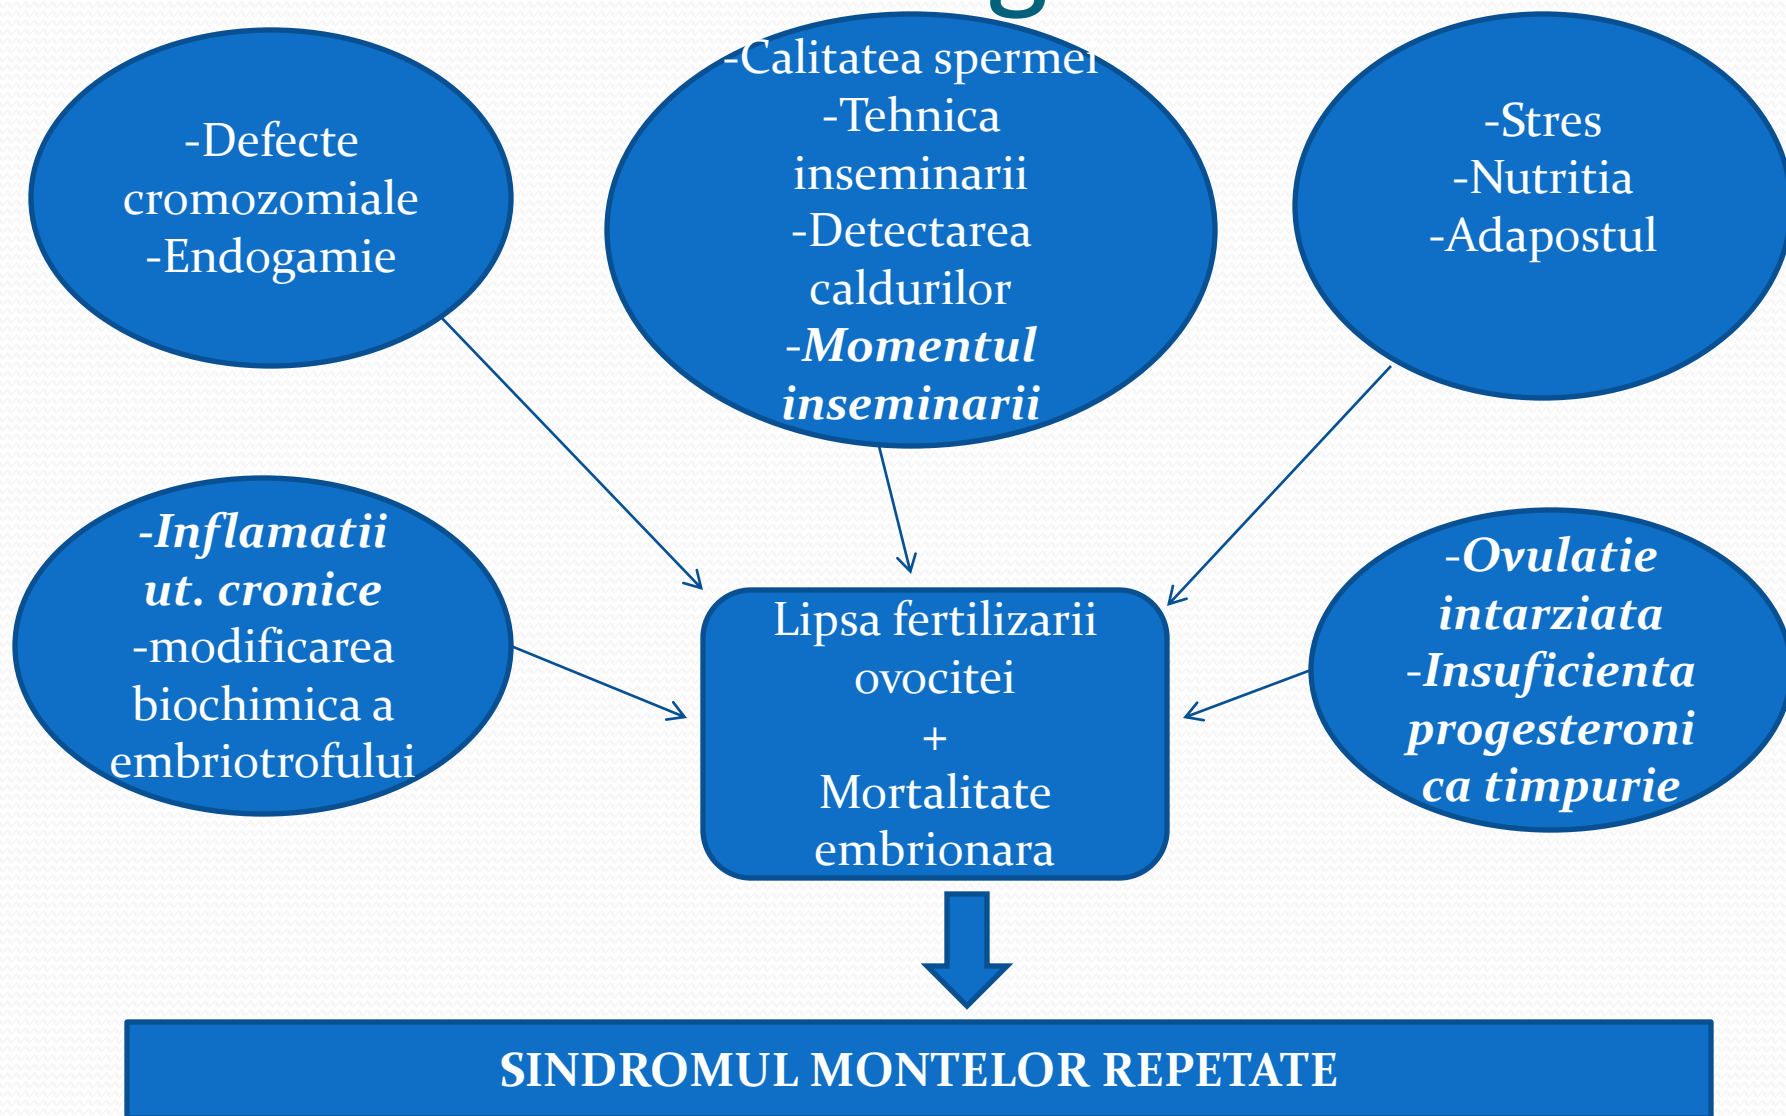 -Defecte
cromozomiale
-Endogamie
-Calitatea spermei
-Tehnica
inseminarii
-Detectarea
caldurilor
-Momentul
inseminarii
-Stres
-Nutritia
-Adapostul
-Inflamatii
ut. cronice
-modificarea
biochimica a
embriotrofului
Lipsa fertilizarii
ovocitei
+
Mortalitate
embrionara
-Ovulatie
intarziata
-Insuficienta
progesteroni
ca timpurie
SINDROMUL MONTELOR REPETATE